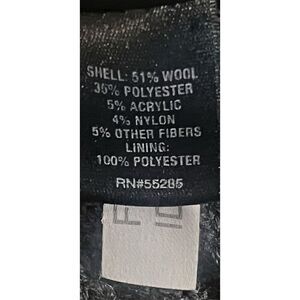 SHELL: 51% WOOL
35% POLYESTER
5% ACRYLIC
4% NYLON
5% OTHER FIBERS
LINING:
100% POLYESTER
RN#55285